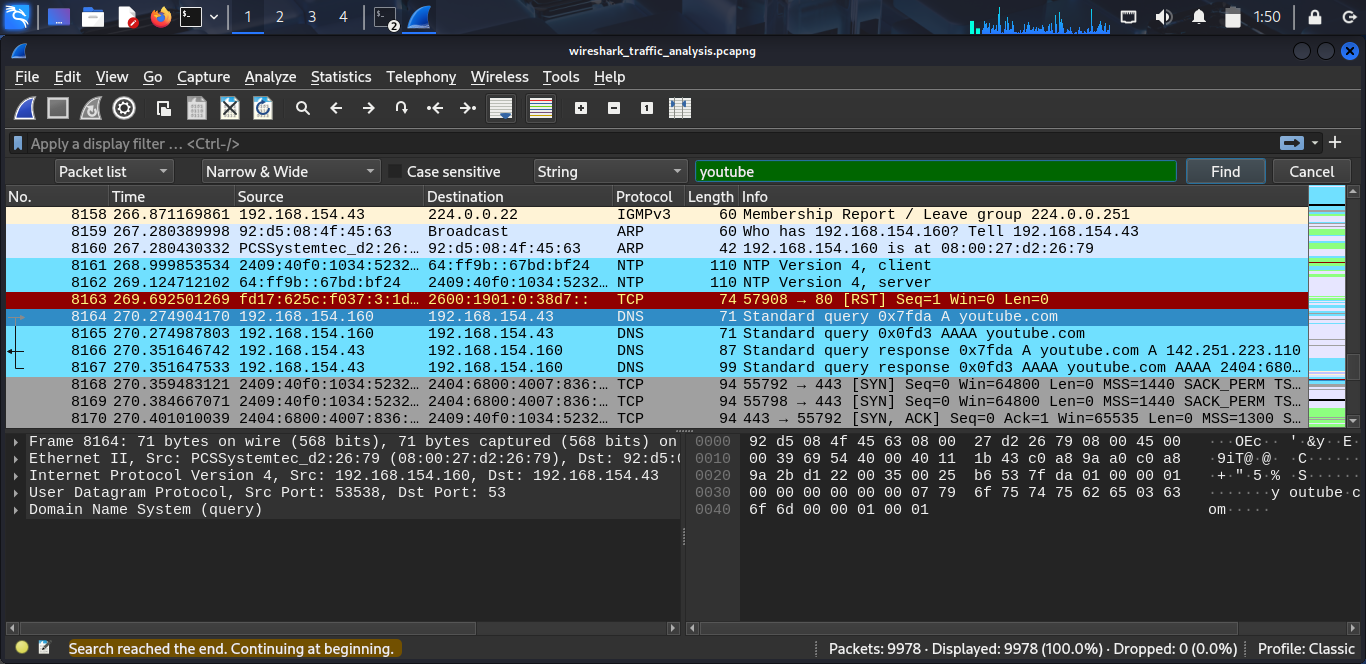 1 2 3 4 2 1:50
wireshark_traffic_analysis.pcapng
File Edit View Go Capture Analyze Statistics Telephony Wireless Tools Help
Apply a display filter … <Ctrl-/>
Packet list Narrow & Wide Case sensitive String youtube Find Cancel
No. Time Source Destination Protocol Length Info
8158 266.871169861 192.168.154.43 224.0.0.22 IGMPv3 60 Membership Report / Leave group 224.0.0.251
8159 267.280389998 92:d5:08:4f:45:63 Broadcast ARP 60 Who has 192.168.154.160? Tell 192.168.154.43
8160 267.280430332 PCSSystemtec_d2:26:… 92:d5:08:4f:45:63 ARP 42 192.168.154.160 is at 08:00:27:d2:26:79
8161 268.999853534 2409:40f0:1034:5232… 64:ff9b::67bd:bf24 NTP 110 NTP Version 4, client
8162 269.124712102 64:ff9b::67bd:bf24 2409:40f0:1034:5232… NTP 110 NTP Version 4, server
8163 269.692501269 fd17:625c:f037:3:1d… 2600:1901:0:38d7:: TCP 74 57908 → 80 [RST] Seq=1 Win=0 Len=0
8164 270.274904170 192.168.154.160 192.168.154.43 DNS 71 Standard query 0x7fda A youtube.com
8165 270.274987803 192.168.154.160 192.168.154.43 DNS 71 Standard query 0x0fd3 AAAA youtube.com
8166 270.351646742 192.168.154.43 192.168.154.160 DNS 87 Standard query response 0x7fda A youtube.com A 142.251.223.110
8167 270.351647533 192.168.154.43 192.168.154.160 DNS 99 Standard query response 0x0fd3 AAAA youtube.com AAAA 2404:680…
8168 270.359483121 2409:40f0:1034:5232… 2404:6800:4007:836:… TCP 94 55792 → 443 [SYN] Seq=0 Win=64800 Len=0 MSS=1440 SACK_PERM TS…
8169 270.384667071 2409:40f0:1034:5232… 2404:6800:4007:836:… TCP 94 55798 → 443 [SYN] Seq=0 Win=64800 Len=0 MSS=1440 SACK_PERM TS…
8170 270.401010039 2404:6800:4007:836:… 2409:40f0:1034:5232… TCP 94 443 → 55792 [SYN, ACK] Seq=0 Ack=1 Win=65535 Len=0 MSS=1300 S…
Frame 8164: 71 bytes on wire (568 bits), 71 bytes captured (568 bits) on
Ethernet II, Src: PCSSystemtec_d2:26:79 (08:00:27:d2:26:79), Dst: 92:d5:0
Internet Protocol Version 4, Src: 192.168.154.160, Dst: 192.168.154.43
User Datagram Protocol, Src Port: 53538, Dst Port: 53
Domain Name System (query)
0000 92 d5 08 4f 45 63 08 00 27 d2 26 79 08 00 45 00 ···OEc·· '·&y··E·
0010 00 39 69 54 40 00 40 11 1b 43 c0 a8 9a a0 c0 a8 ·9iT@·@· ·C······
0020 9a 2b d1 22 00 35 00 25 b6 53 7f da 01 00 00 01 ·+·"·5·% ·S······
0030 00 00 00 00 00 00 07 79 6f 75 74 75 62 65 03 63 ·······y outube·c
0040 6f 6d 00 00 01 00 01 om·····
Search reached the end. Continuing at beginning. Packets: 9978 · Displayed: 9978 (100.0%) · Dropped: 0 (0.0%) Profile: Classic